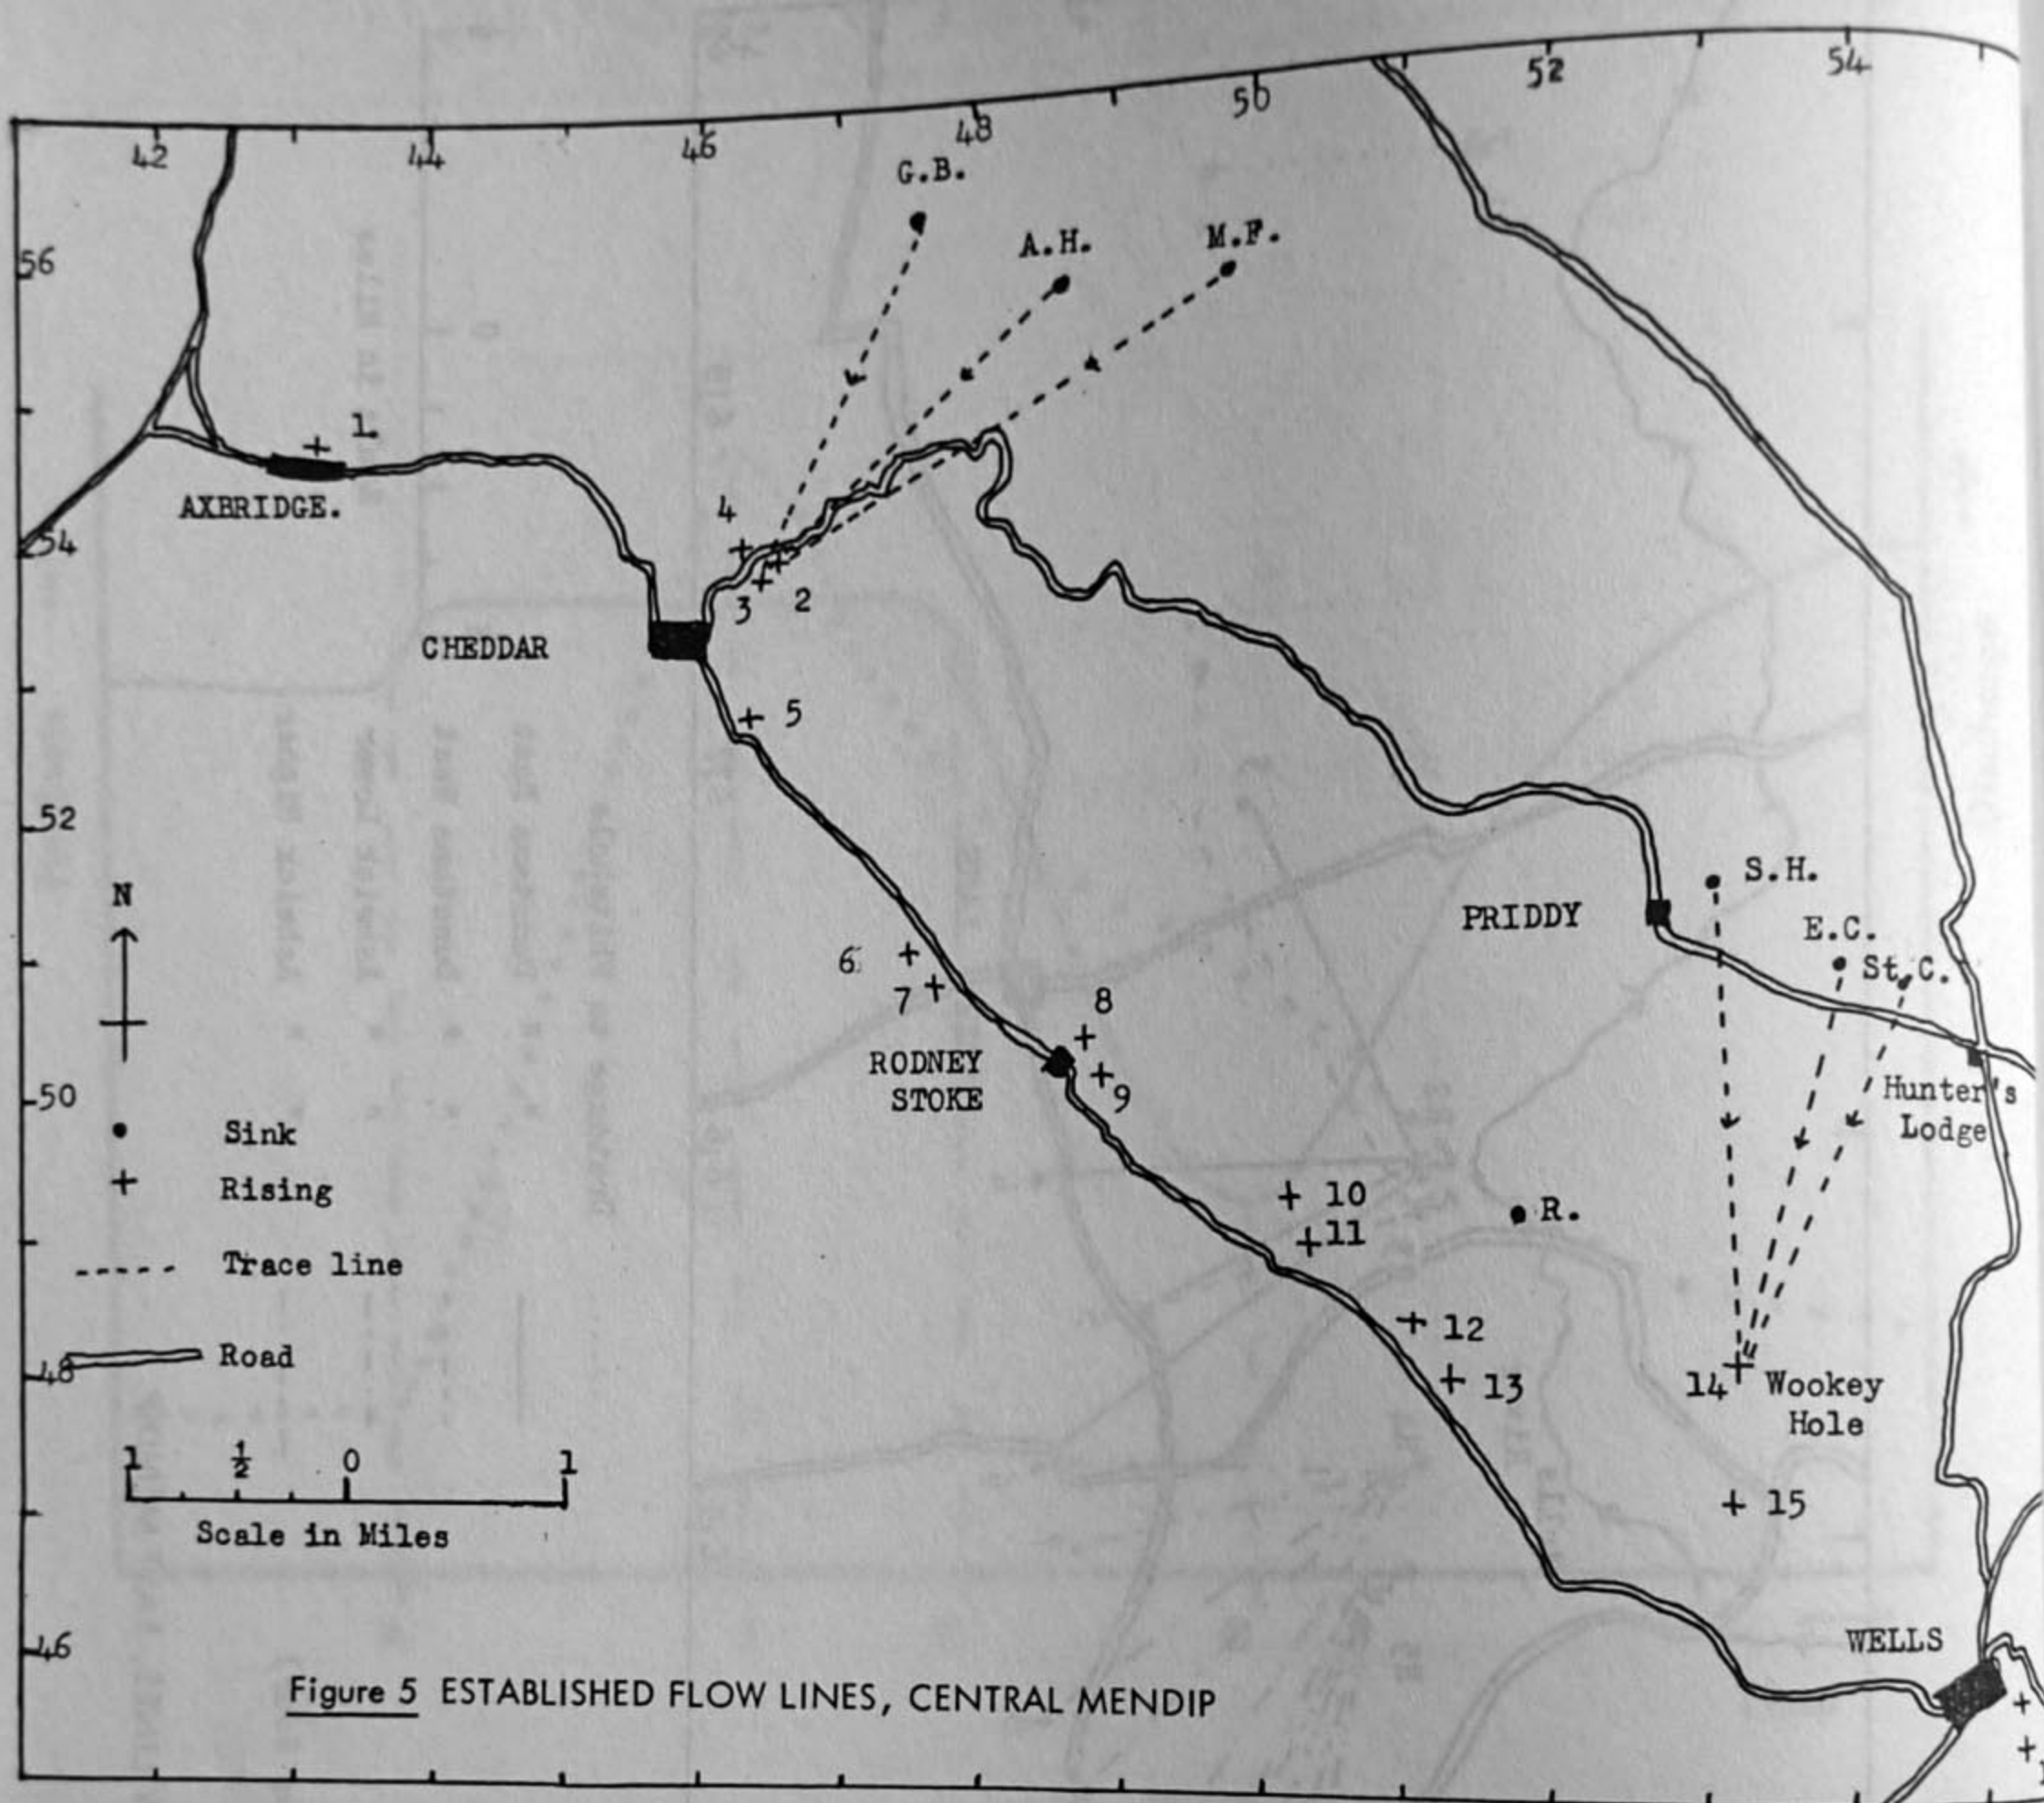 42
44
46
48
50
52
54
G.B.
A.H.
M.F.
56
1.
AXBRIDGE.
54
4
3
2
CHEDDAR
5
52
S.H.
PRIDDY
E.C.
St.C.
N
6
7
8
RODNEY
STOKE
9
50
Hunter's
Lodge
Sink
Rising
10
R.
11
Trace line
12
Road
48
13
14
Wookey
Hole
1
½
0
1
15
Scale in Miles
46
WELLS
Figure 5 ESTABLISHED FLOW LINES, CENTRAL MENDIP